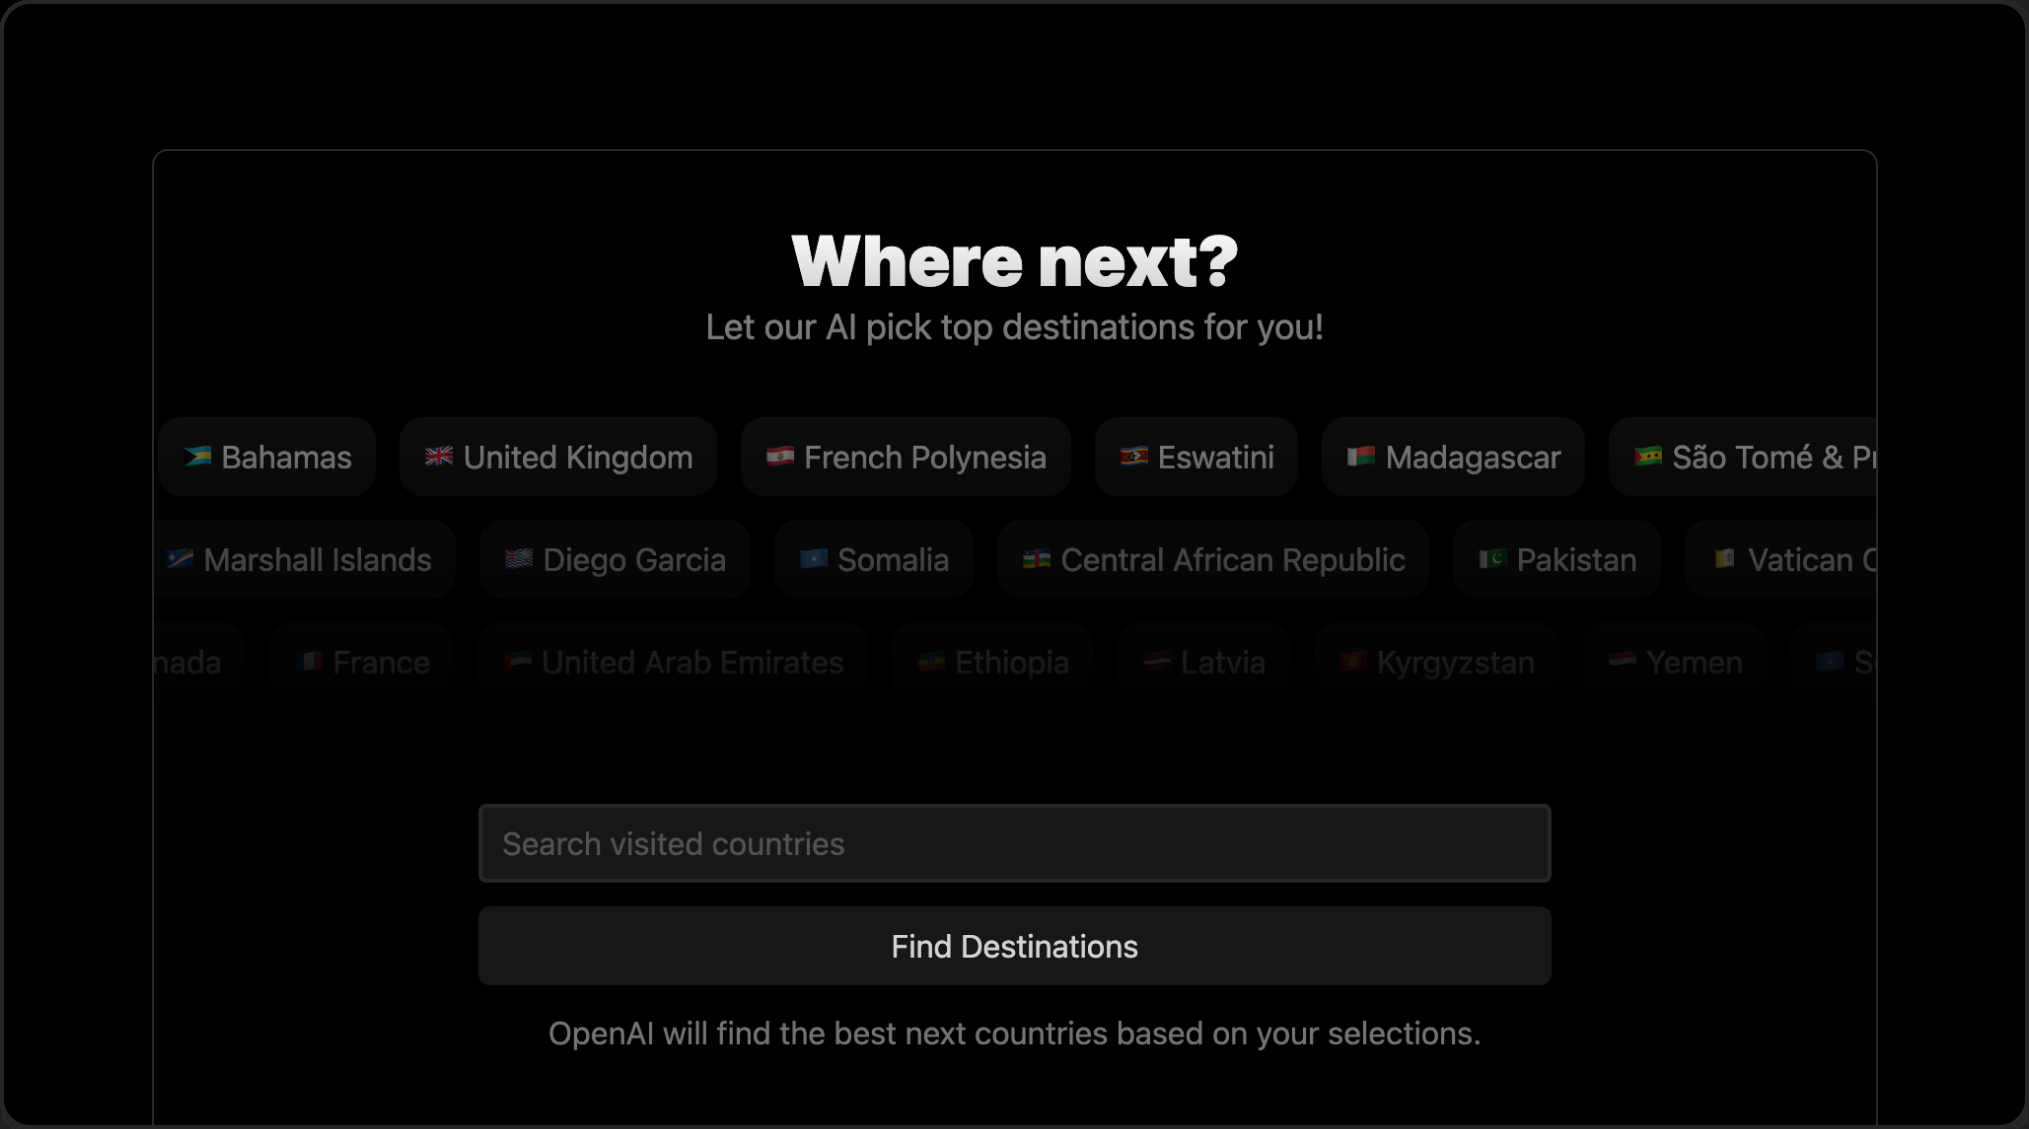 Where next?
Let our AI pick top destinations for you!
Bahamas United Kingdom French Polynesia Eswatini Madagascar São Tomé & Pr
Marshall Islands Diego Garcia Somalia Central African Republic Pakistan Vatican C
nada France United Arab Emirates Ethiopia Latvia Kyrgyzstan Yemen S
Search visited countries
Find Destinations
OpenAI will find the best next countries based on your selections.